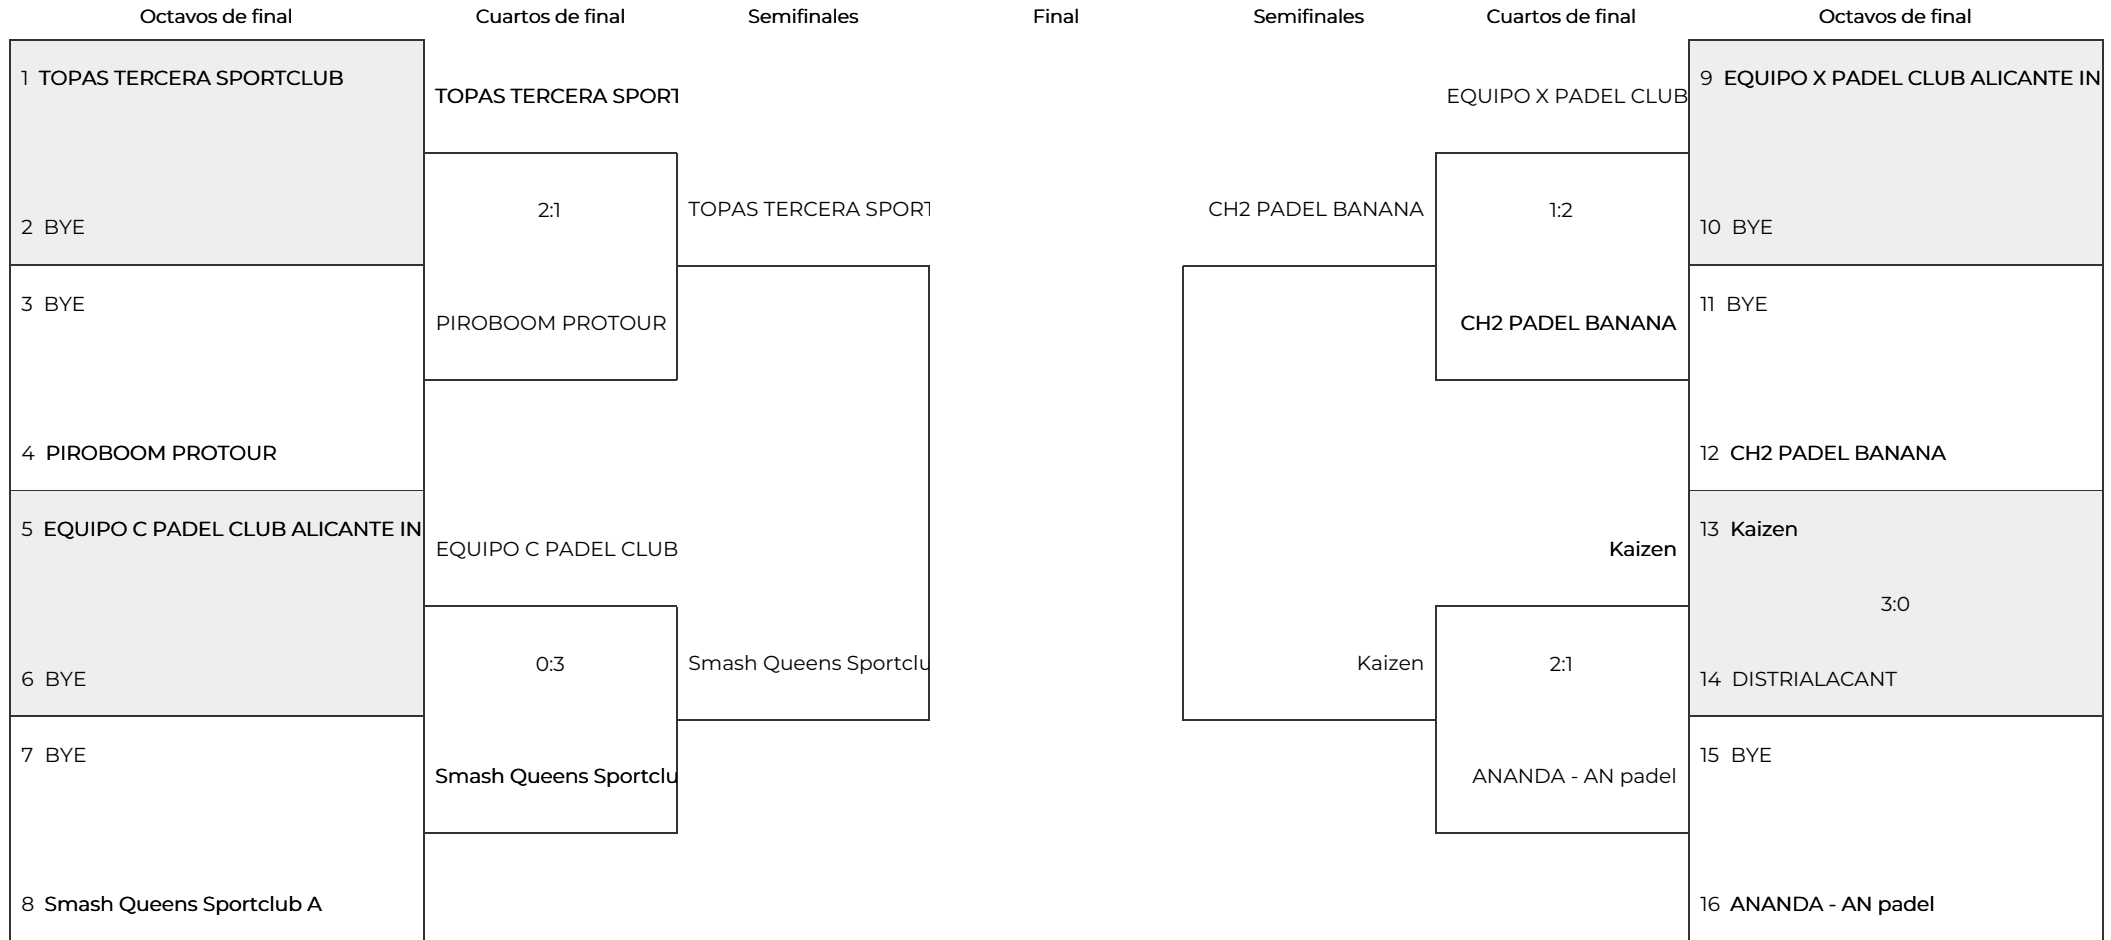 Octavos de final
Cuartos de final
Semifinales
Final
Semifinales
Cuartos de final
Octavos de final
1 TOPAS TERCERA SPORTCLUB
2 BYE
3 BYE
4 PIROBOOM PROTOUR
5 EQUIPO C PADEL CLUB ALICANTE IN
6 BYE
7 BYE
8 Smash Queens Sportclub A
TOPAS TERCERA SPORT
2:1
PIROBOOM PROTOUR
EQUIPO C PADEL CLUB
0:3
Smash Queens Sportclu
TOPAS TERCERA SPORT
Smash Queens Sportclu
CH2 PADEL BANANA
Kaizen
EQUIPO X PADEL CLUB
1:2
CH2 PADEL BANANA
Kaizen
2:1
ANANDA - AN padel
9 EQUIPO X PADEL CLUB ALICANTE IN
10 BYE
11 BYE
12 CH2 PADEL BANANA
13 Kaizen
3:0
14 DISTRIALACANT
15 BYE
16 ANANDA - AN padel